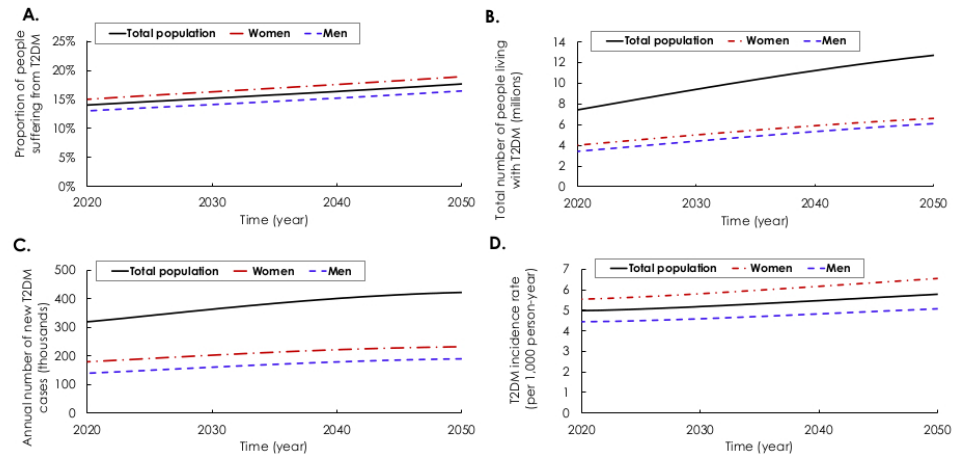 A.
Total population Women Men
Proportion of people
suffering from T2DM
25%
20%
15%
10%
5%
0%
2020 2030 2040 2050
Time (year)
B.
Total population Women Men
Total number of people living
with T2DM (millions)
14
12
10
8
6
4
2
0
2020 2030 2040 2050
Time (year)
C.
Total population Women Men
Annual number of new T2DM
cases (thousands)
500
400
300
200
100
0
2020 2030 2040 2050
Time (year)
D.
Total population Women Men
T2DM incidence rate
(per 1,000 person-year)
7
6
5
4
3
2
1
0
2020 2030 2040 2050
Time (year)